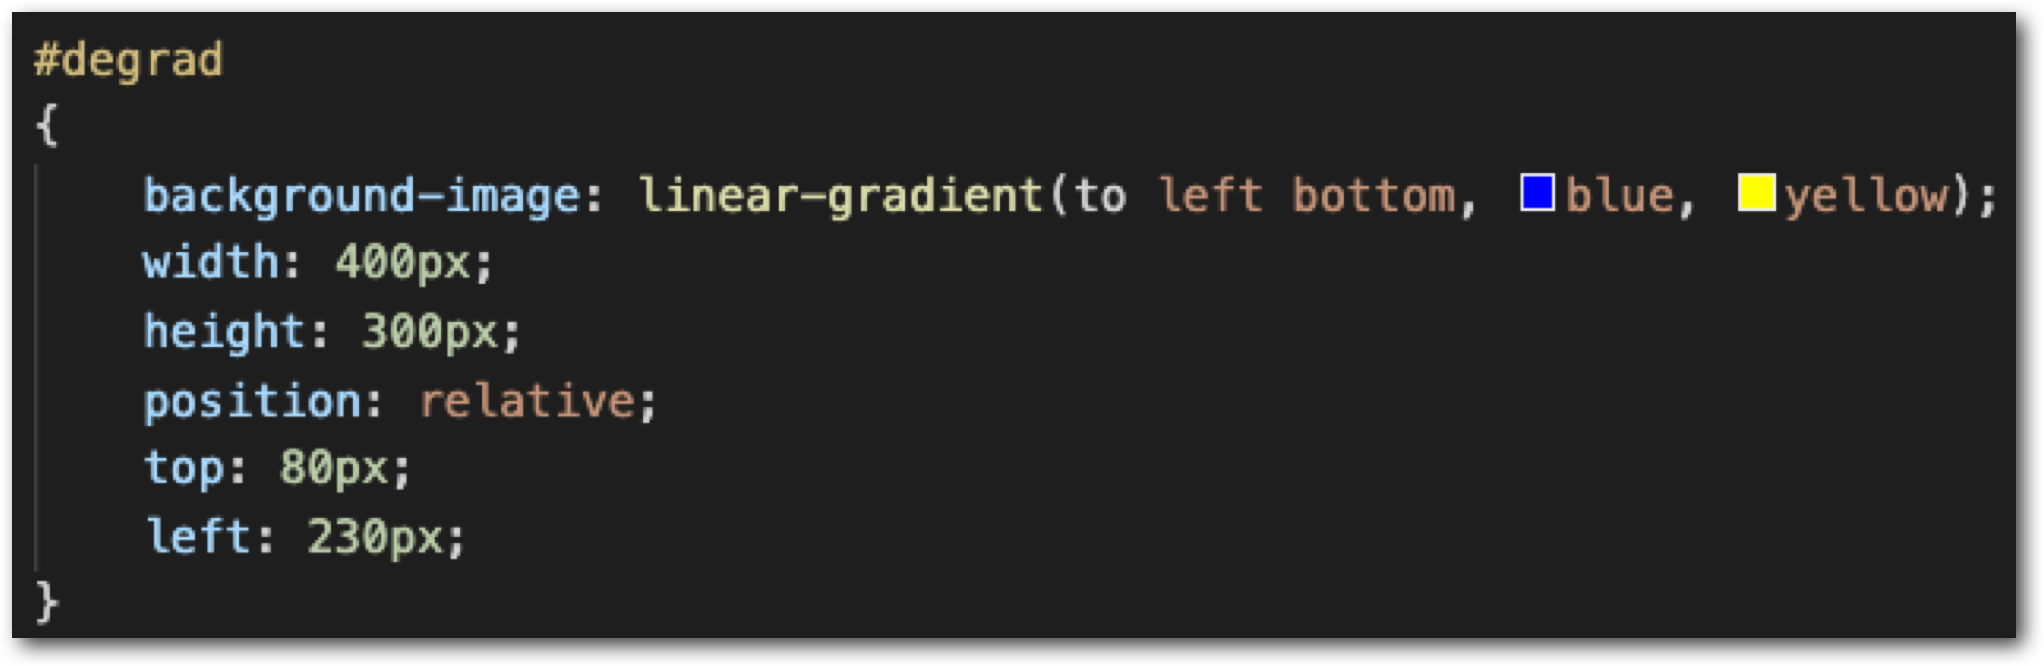 #degrad
{
background-image: linear-gradient(to left bottom, blue, yellow);
width: 400px;
height: 300px;
position: relative;
top: 80px;
left: 230px;
}